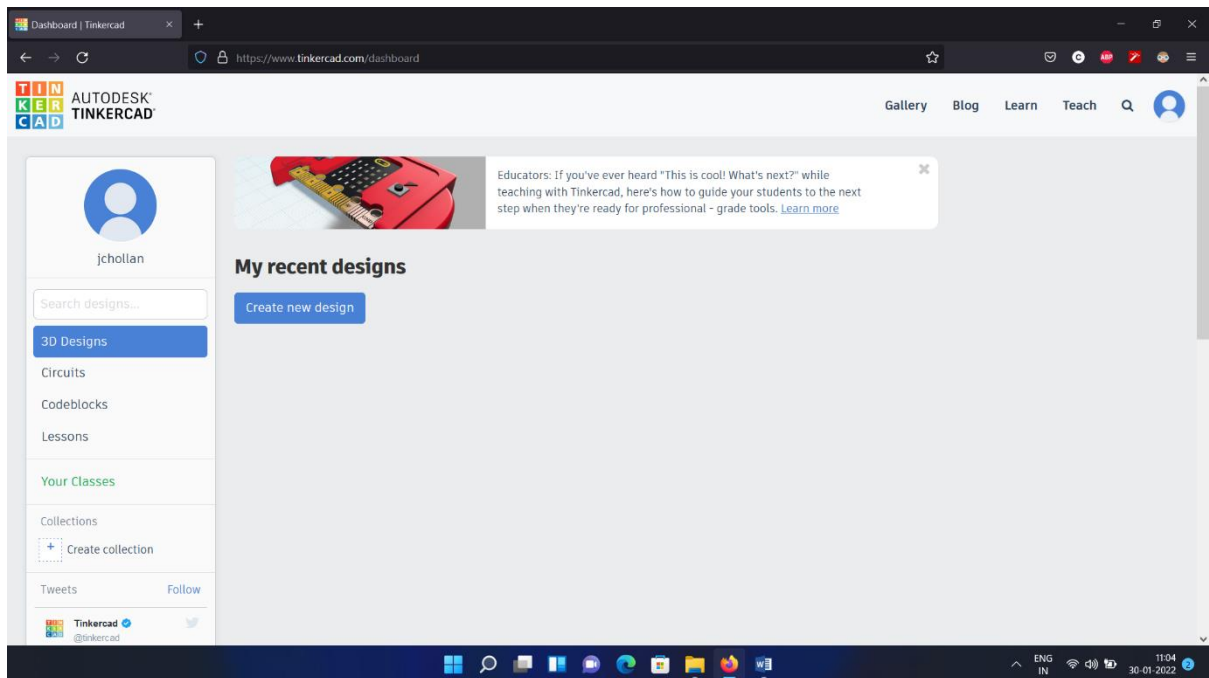 Dashboard | Tinkercad
https://www.tinkercad.com/dashboard
ABP
TIN
KER
CAD
AUTODESK®
TINKERCAD®
Gallery
Blog
Learn
Teach
jchollan
Search designs...
3D Designs
Circuits
Codeblocks
Lessons
Your Classes
Collections
+ Create collection
Tweets
Follow
Tinkercad
@tinkercad
Educators: If you've ever heard "This is cool! What's next?" while
teaching with Tinkercad, here's how to guide your students to the next
step when they're ready for professional - grade tools. Learn more
My recent designs
Create new design
ENG
IN
11:04
30-01-2022
2